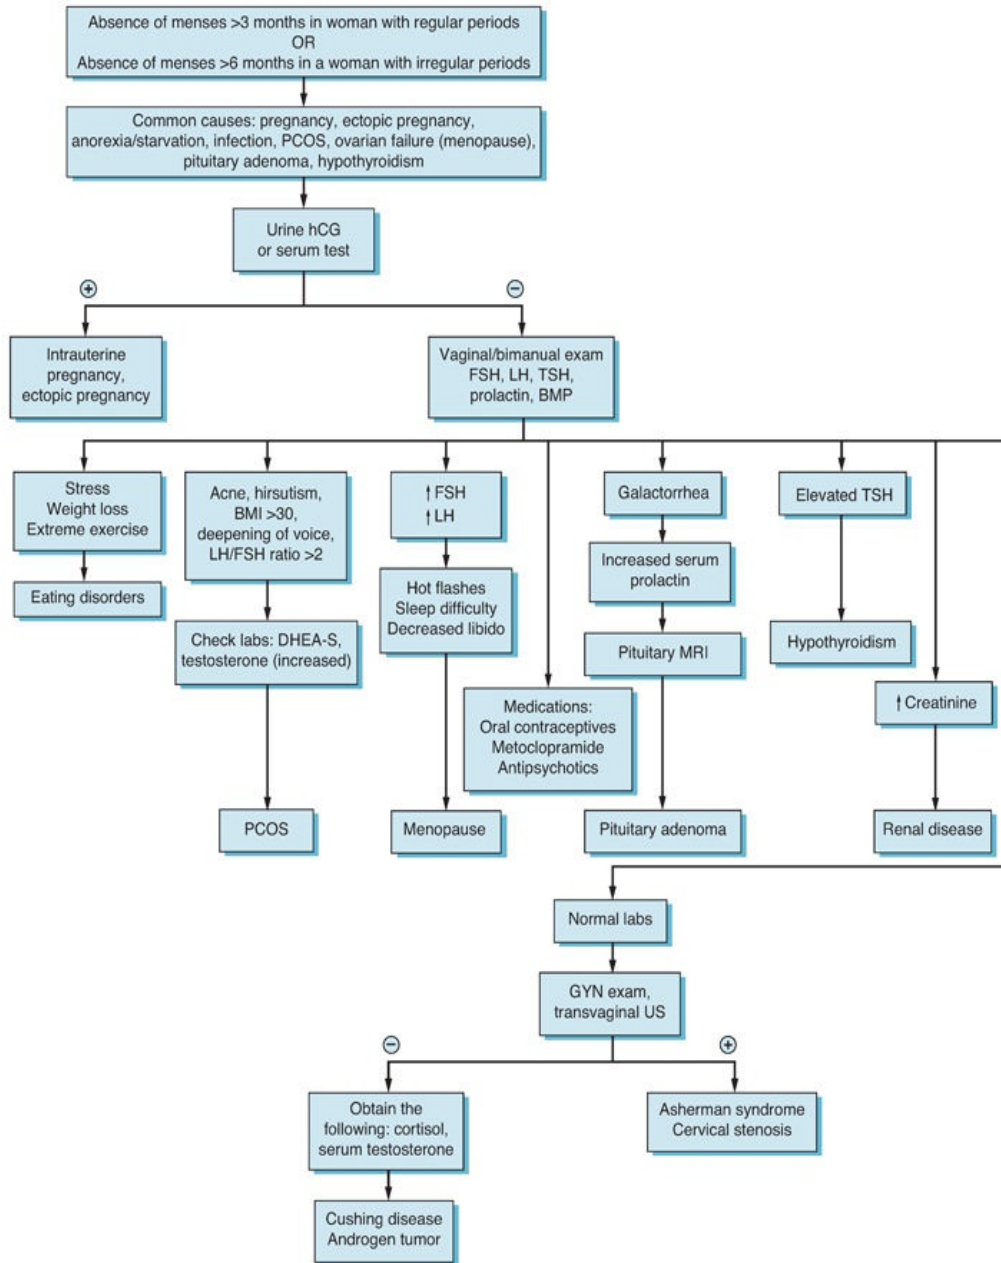 Absence of menses >3 months in woman with regular periods
OR
Absence of menses >6 months in a woman with irregular periods
Common causes: pregnancy, ectopic pregnancy,
anorexia/starvation, infection, PCOS, ovarian failure (menopause),
pituitary adenoma, hypothyroidism
Urine hCG
or serum test
+
−
Intrauterine
pregnancy,
ectopic pregnancy
Vaginal/bimanual exam
FSH, LH, TSH,
prolactin, BMP
Stress
Weight loss
Extreme exercise
Eating disorders
Acne, hirsutism,
BMI >30,
deepening of voice,
LH/FSH ratio >2
Check labs: DHEA-S,
testosterone (increased)
PCOS
↑ FSH
↑ LH
Hot flashes
Sleep difficulty
Decreased libido
Menopause
Medications:
Oral contraceptives
Metoclopramide
Antipsychotics
Galactorrhea
Increased serum
prolactin
Pituitary MRI
Pituitary adenoma
Elevated TSH
Hypothyroidism
↑ Creatinine
Renal disease
Normal labs
GYN exam,
transvaginal US
−
+
Obtain the
following: cortisol,
serum testosterone
Cushing disease
Androgen tumor
Asherman syndrome
Cervical stenosis